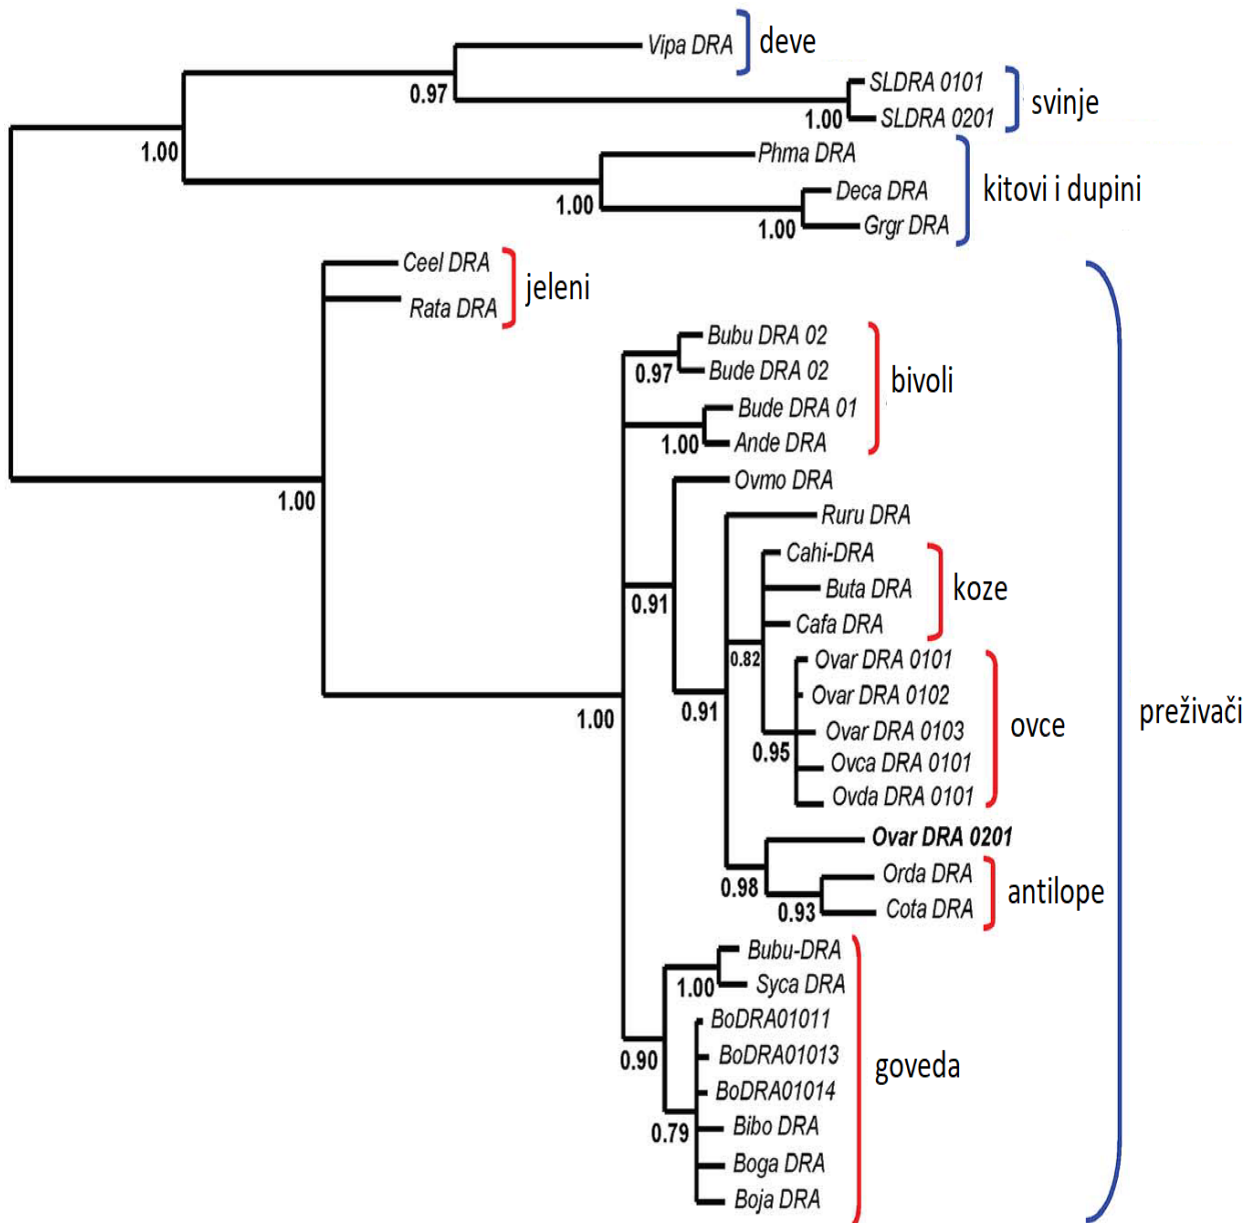 Vipa DRA
deve
0.97
SLDRA 0101
1.00
SLDRA 0201
svinje
1.00
Phma DRA
1.00
Deca DRA
1.00
Grgr DRA
kitovi i dupini
Ceel DRA
Rata DRA
jeleni
1.00
Bubu DRA 02
0.97
Bude DRA 02
Bude DRA 01
1.00
Ande DRA
bivoli
Ovmo DRA
0.91
Ruru DRA
Cahi-DRA
Buta DRA
Cafa DRA
koze
0.82
0.91
1.00
Ovar DRA 0101
Ovar DRA 0102
Ovar DRA 0103
0.95
Ovca DRA 0101
Ovda DRA 0101
ovce
preživači
Ovar DRA 0201
0.98
Orda DRA
0.93
Cota DRA
antilope
Bubu-DRA
1.00
Syca DRA
0.90
BoDRA01011
BoDRA01013
BoDRA01014
0.79
Bibo DRA
Boga DRA
Boja DRA
goveda